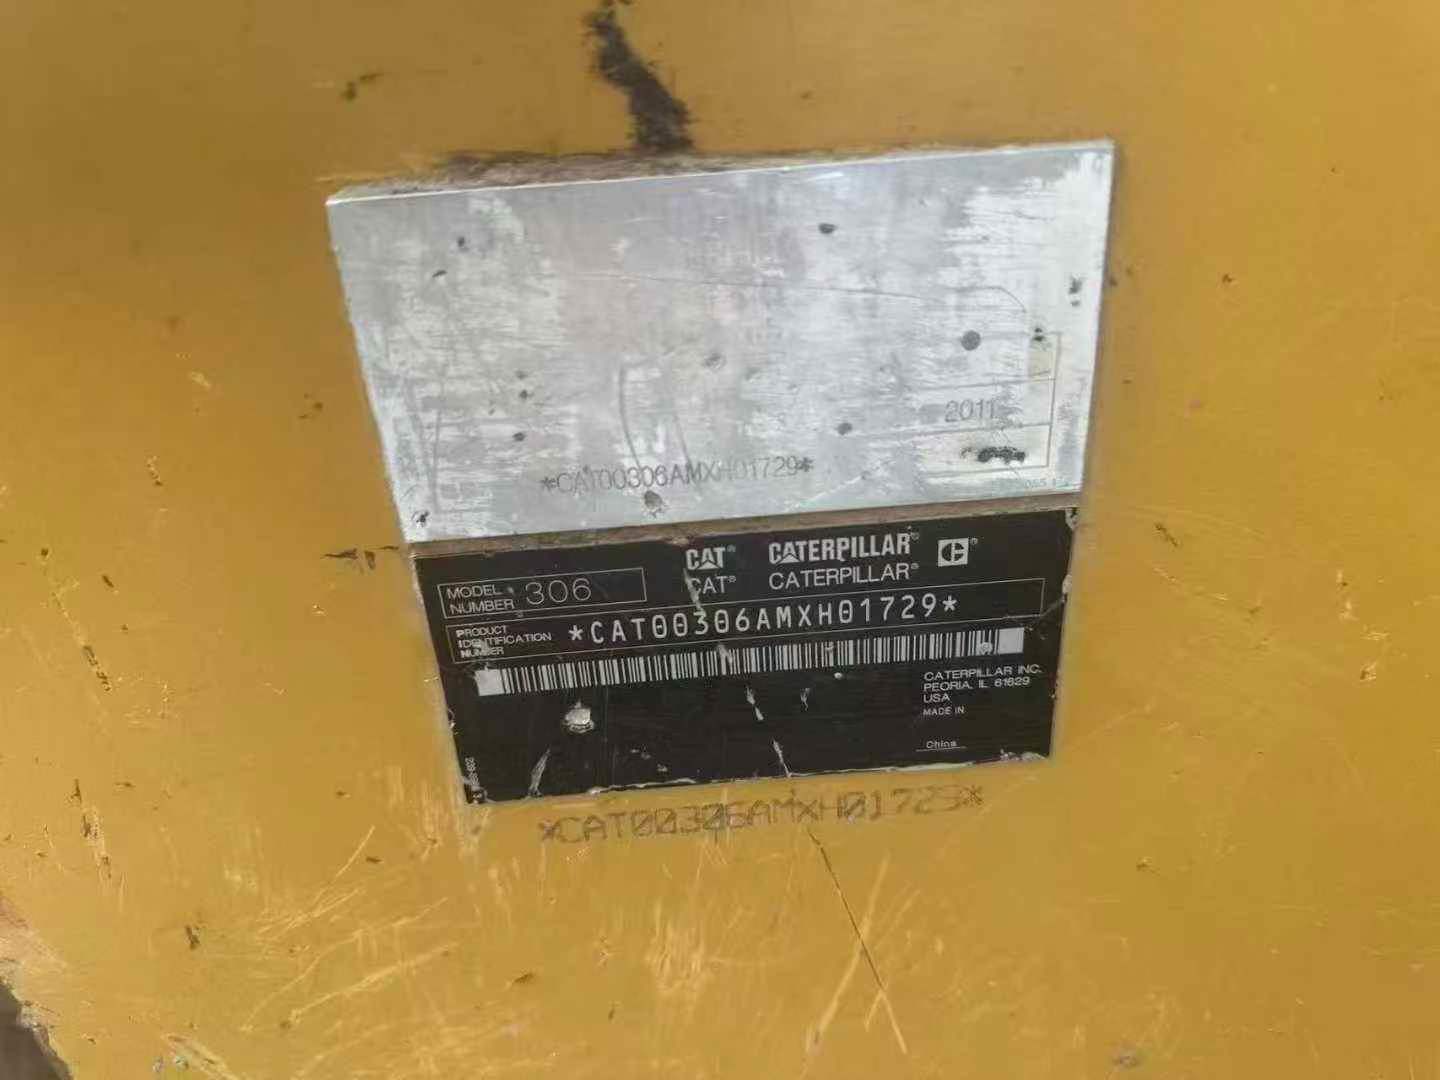 2011
*CAT00306AMXH01729*
CAT® CATERPILLAR® C®
CAT® CATERPILLAR®
MODEL NUMBER 306
PRODUCT IDENTIFICATION NUMBER *CAT00306AMXH01729*
CATERPILLAR INC.
PEORIA, IL 61629
USA
MADE IN
China
*CAT00306AMXH01729*